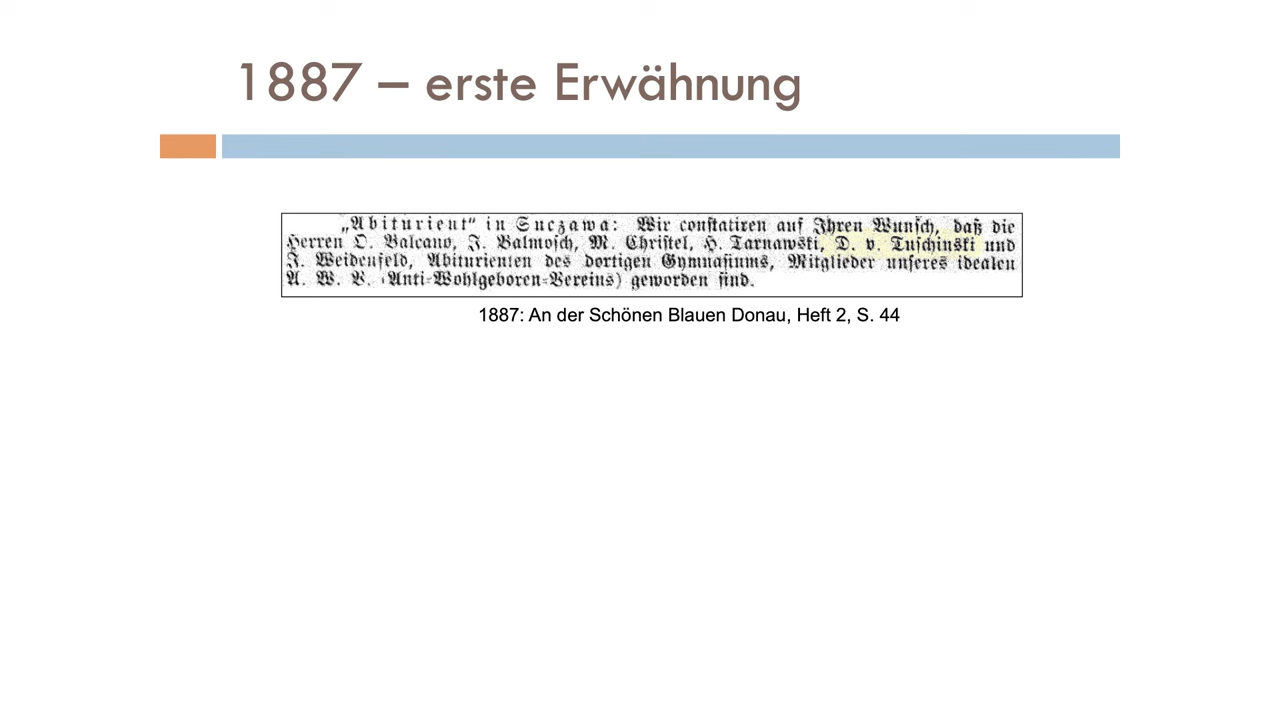 1887 – erste Erwähnung
„Abiturient“ in Suczawa: Wir constatiren auf Ihren Wunsch, daß die
Herren O. Balcano, J. Balmosch, M. Christel, H. Tarnawski, D. v. Tuschinski und
J. Weidenfeld, Abiturienten des dortigen Gymnasiums, Mitglieder unseres idealen
A. W. V. (Anti-Wohlgeboren-Vereins) geworden sind.
1887: An der Schönen Blauen Donau, Heft 2, S. 44